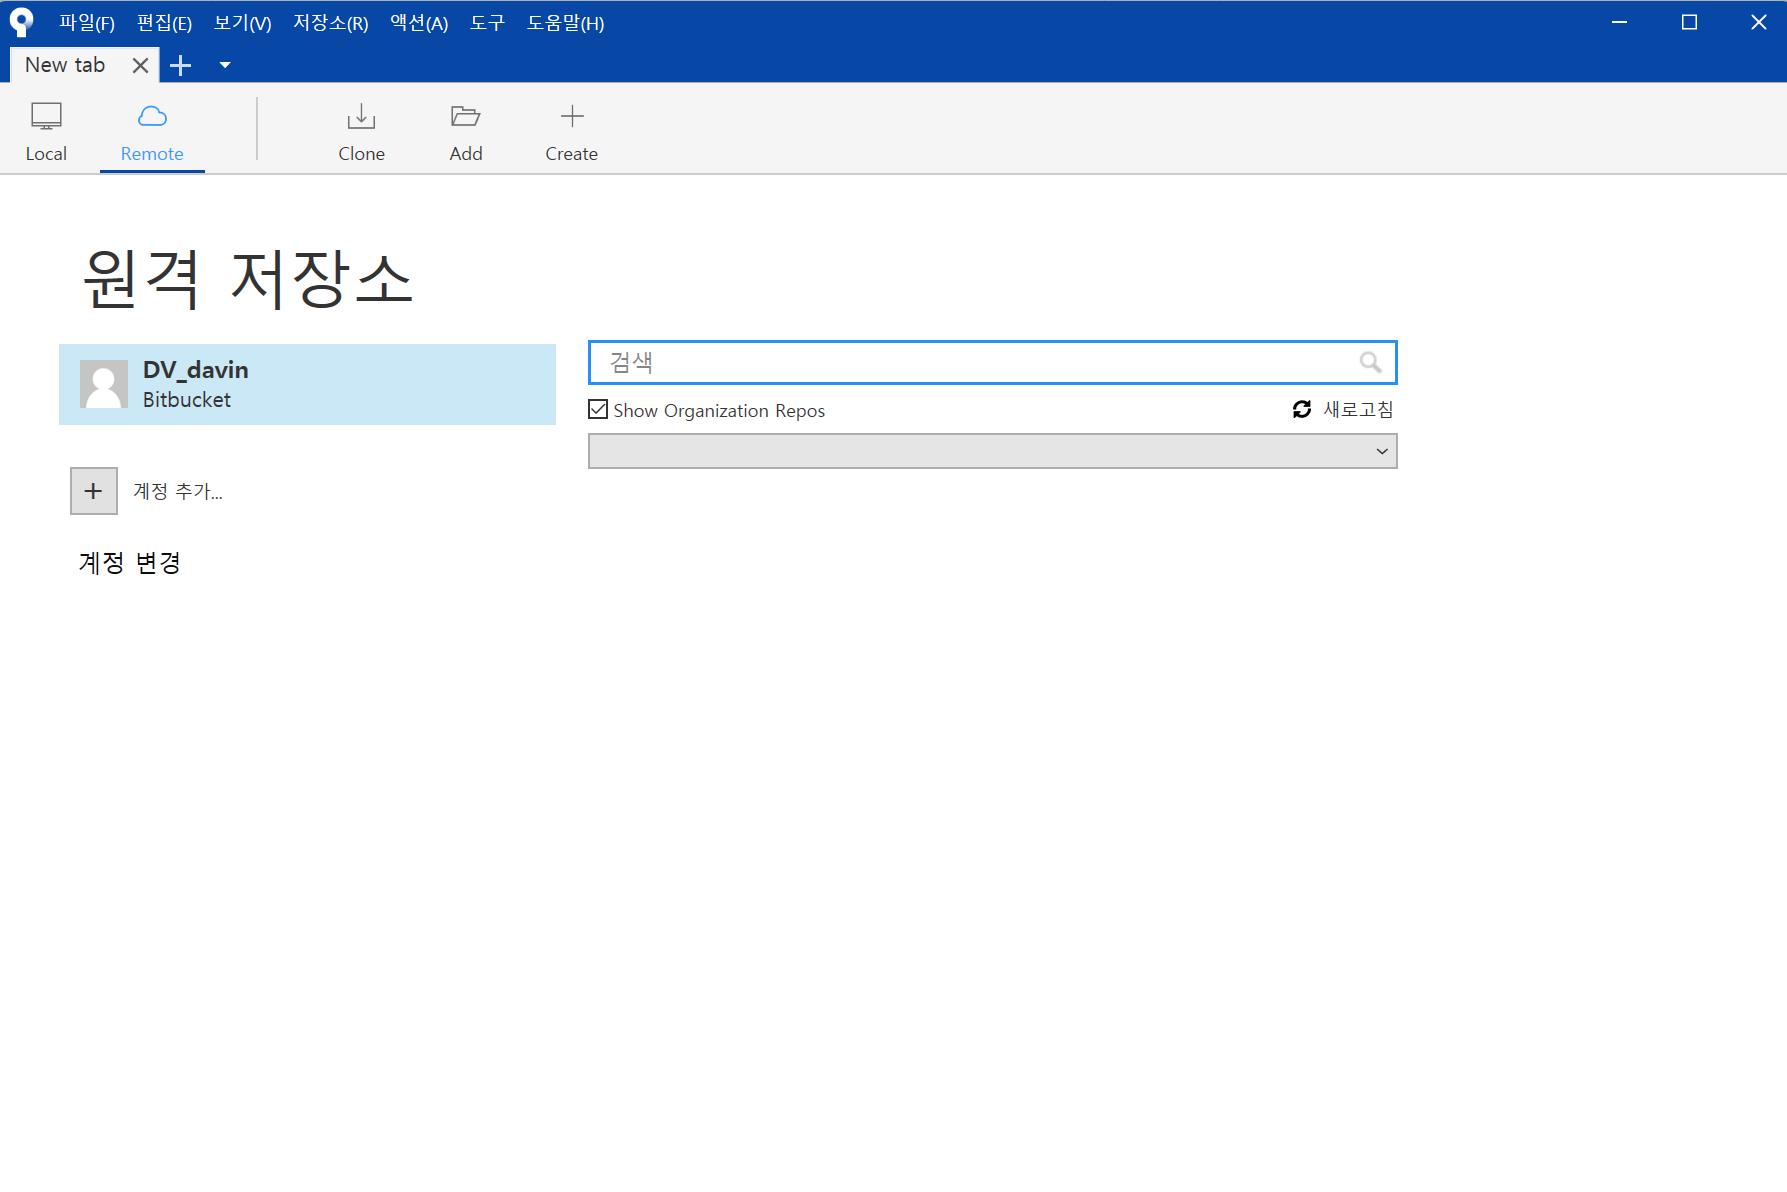 파일(F) 편집(E) 보기(V) 저장소(R) 액션(A) 도구 도움말(H)
New tab
Local Remote Clone Add Create
원격 저장소
DV_davin
Bitbucket
계정 추가...
계정 변경
검색
Show Organization Repos 새로고침